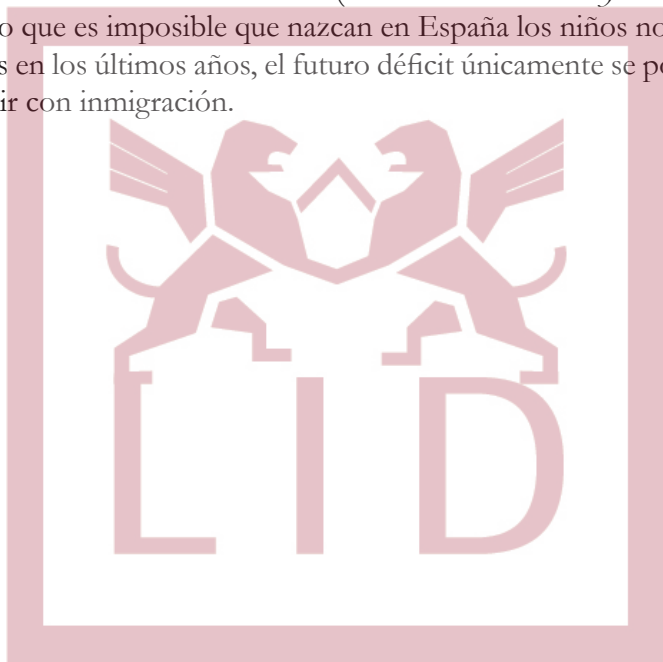 o que es imposible que nazcan en España los niños no
s en los últimos años, el futuro déficit únicamente se po
ir con inmigración.
LID